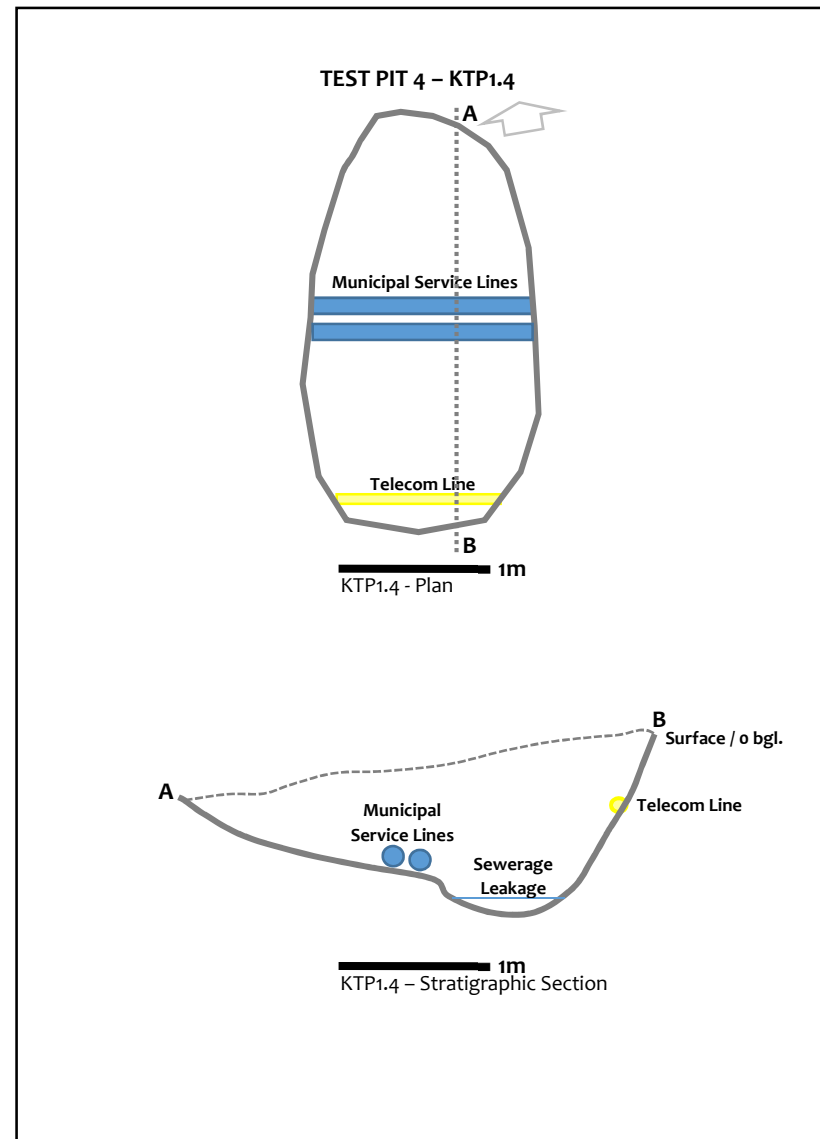 TEST PIT 4 – KTP1.4
A
Municipal Service Lines
Telecom Line
B
1m
KTP1.4 - Plan
B
Surface / 0 bgl.
A
Telecom Line
Municipal
Service Lines
Sewerage
Leakage
1m
KTP1.4 – Stratigraphic Section